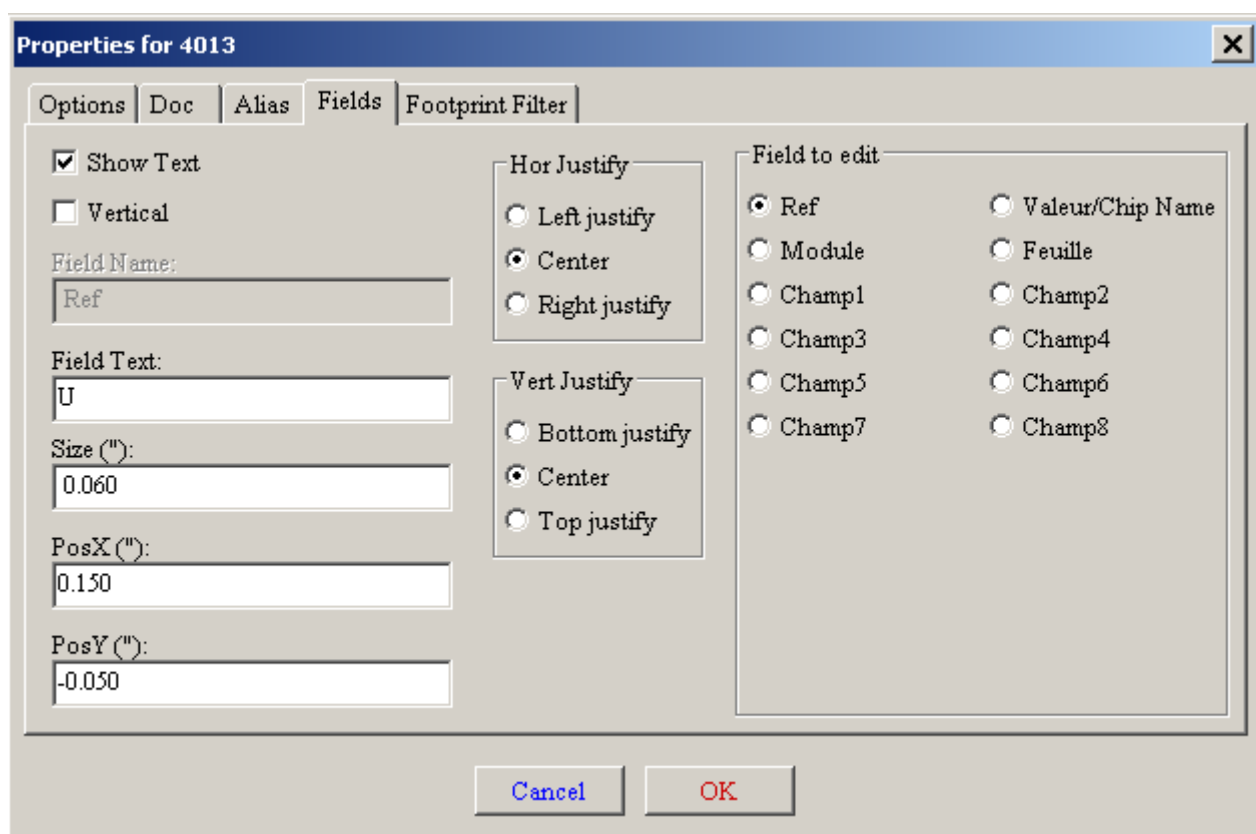 Properties for 4013
Options Doc Alias Fields Footprint Filter
Show Text
Vertical
Field Name:
Ref
Field Text:
U
Size ("):
0.060
PosX ("):
0.150
PosY ("):
-0.050
Hor Justify
Left justify
Center
Right justify
Vert Justify
Bottom justify
Center
Top justify
Field to edit
Ref Valeur/Chip Name
Module Feuille
Champ1 Champ2
Champ3 Champ4
Champ5 Champ6
Champ7 Champ8
Cancel OK